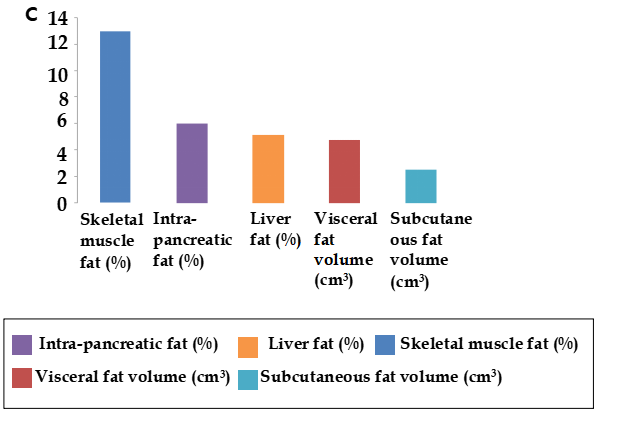 C
14
12
10
8
6
4
2
0
Skeletal muscle fat (%)
Intra-pancreatic fat (%)
Liver fat (%)
Visceral fat volume (cm³)
Subcutane ous fat volume (cm³)
Intra-pancreatic fat (%) Liver fat (%) Skeletal muscle fat (%)
Visceral fat volume (cm³) Subcutaneous fat volume (cm³)